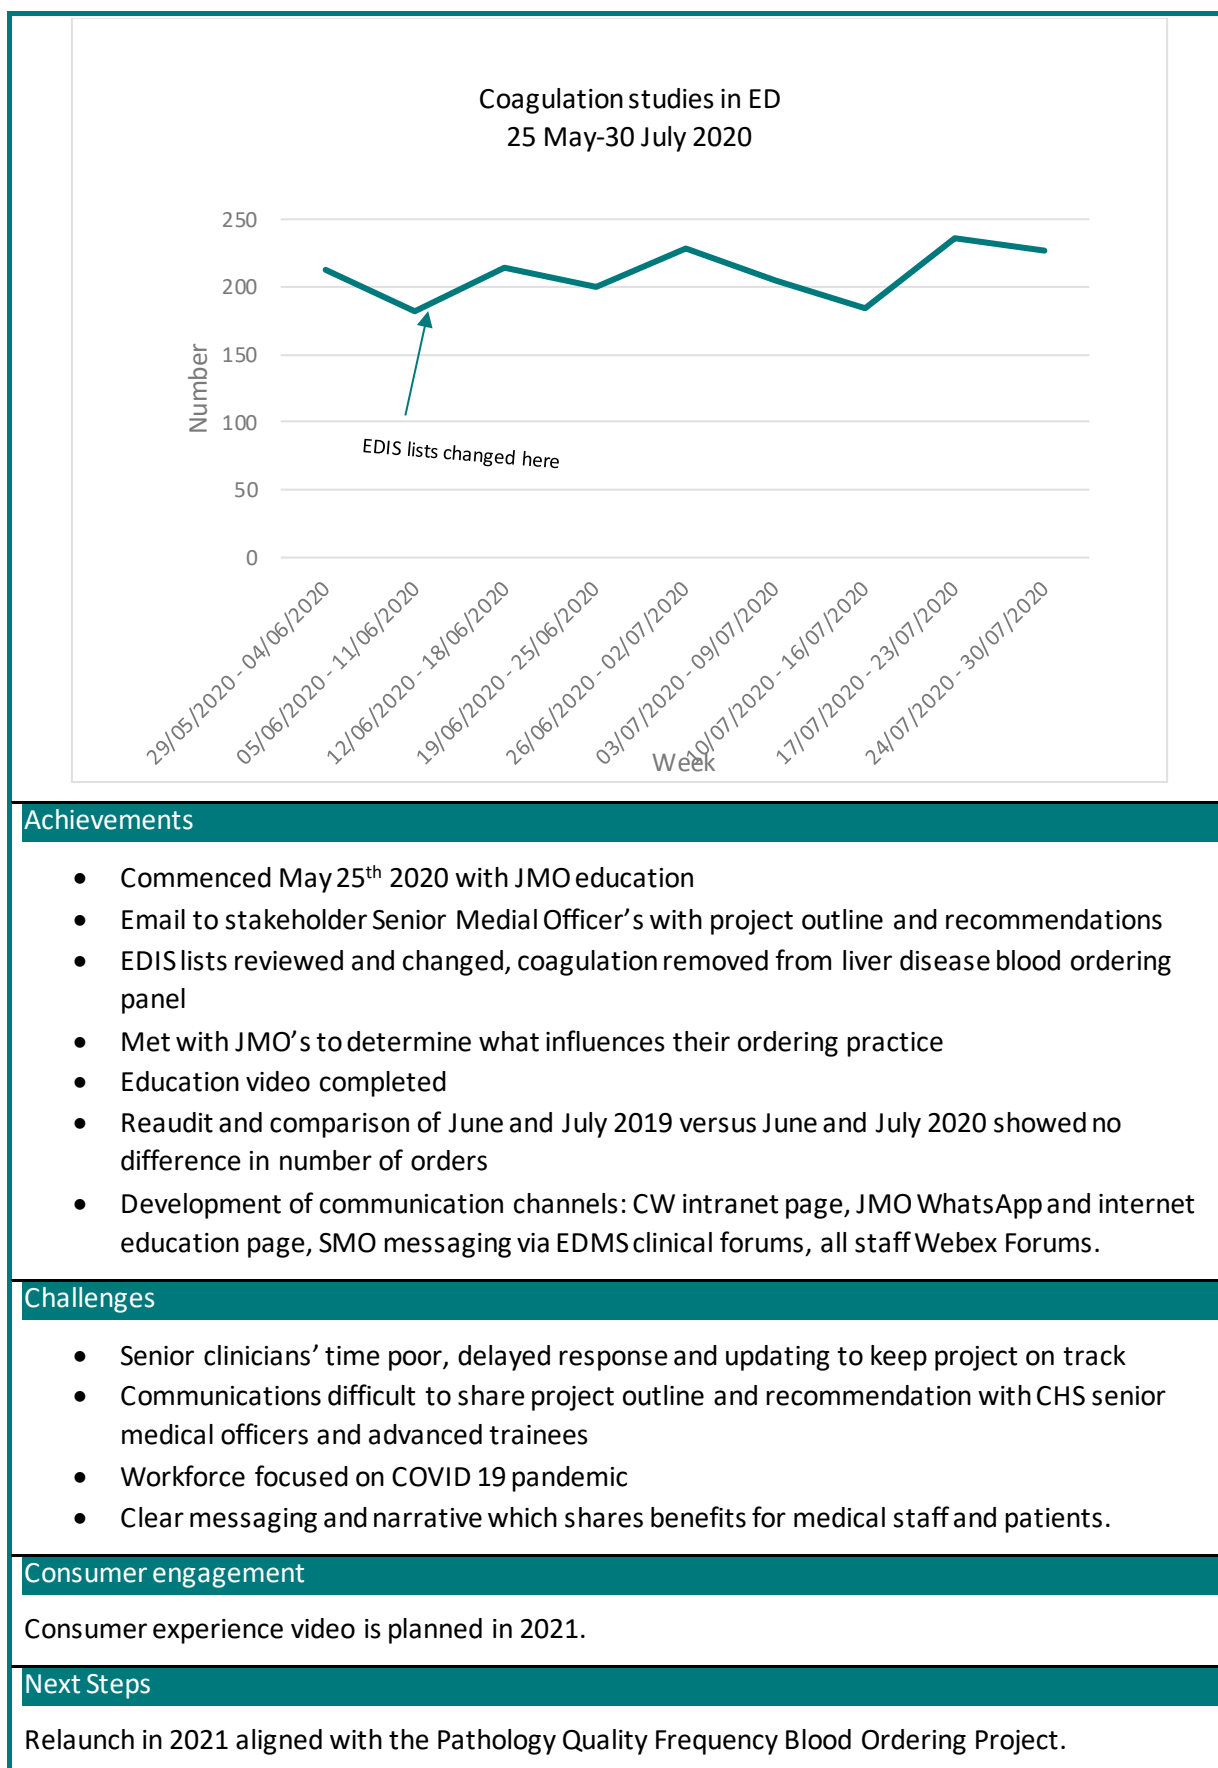 Coagulation studies in ED
25 May-30 July 2020
250
200
150
100
50
0
Number
EDIS lists changed here
29/05/2020 - 04/06/2020
05/06/2020 - 11/06/2020
12/06/2020 - 18/06/2020
19/06/2020 - 25/06/2020
26/06/2020 - 02/07/2020
03/07/2020 - 09/07/2020
10/07/2020 - 16/07/2020
17/07/2020 - 23/07/2020
24/07/2020 - 30/07/2020
Week
Achievements
• Commenced May 25th 2020 with JMO education
• Email to stakeholder Senior Medial Officer’s with project outline and recommendations
• EDIS lists reviewed and changed, coagulation removed from liver disease blood ordering
panel
• Met with JMO’s to determine what influences their ordering practice
• Education video completed
• Reaudit and comparison of June and July 2019 versus June and July 2020 showed no
difference in number of orders
• Development of communication channels: CW intranet page, JMO WhatsApp and internet
education page, SMO messaging via EDMS clinical forums, all staff Webex Forums.
Challenges
• Senior clinicians’ time poor, delayed response and updating to keep project on track
• Communications difficult to share project outline and recommendation with CHS senior
medical officers and advanced trainees
• Workforce focused on COVID 19 pandemic
• Clear messaging and narrative which shares benefits for medical staff and patients.
Consumer engagement
Consumer experience video is planned in 2021.
Next Steps
Relaunch in 2021 aligned with the Pathology Quality Frequency Blood Ordering Project.